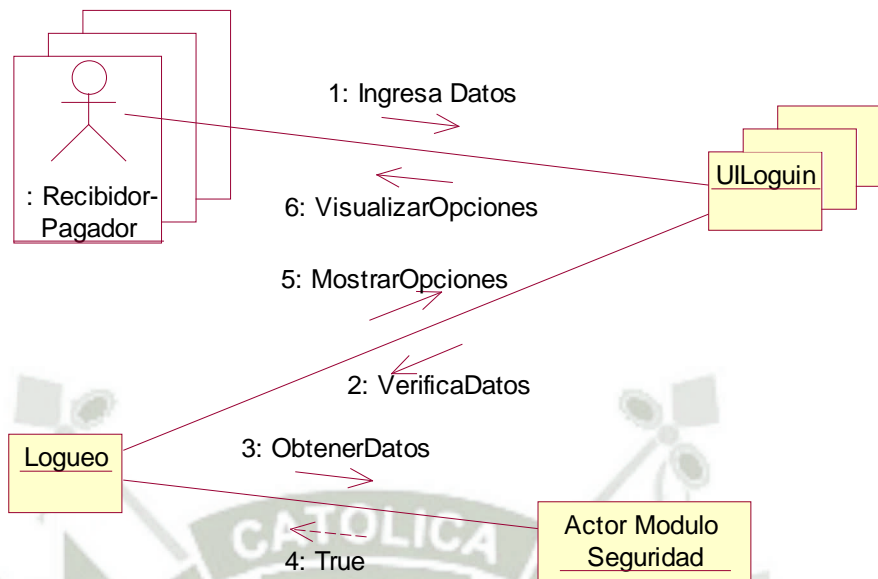 1: Ingresa Datos
UILoguin
: Recibidor-
Pagador
6: VisualizarOpciones
5: MostrarOpciones
2: VerificaDatos
Logueo
3: ObtenerDatos
Actor Modulo
Seguridad
CATOLICA
4: True